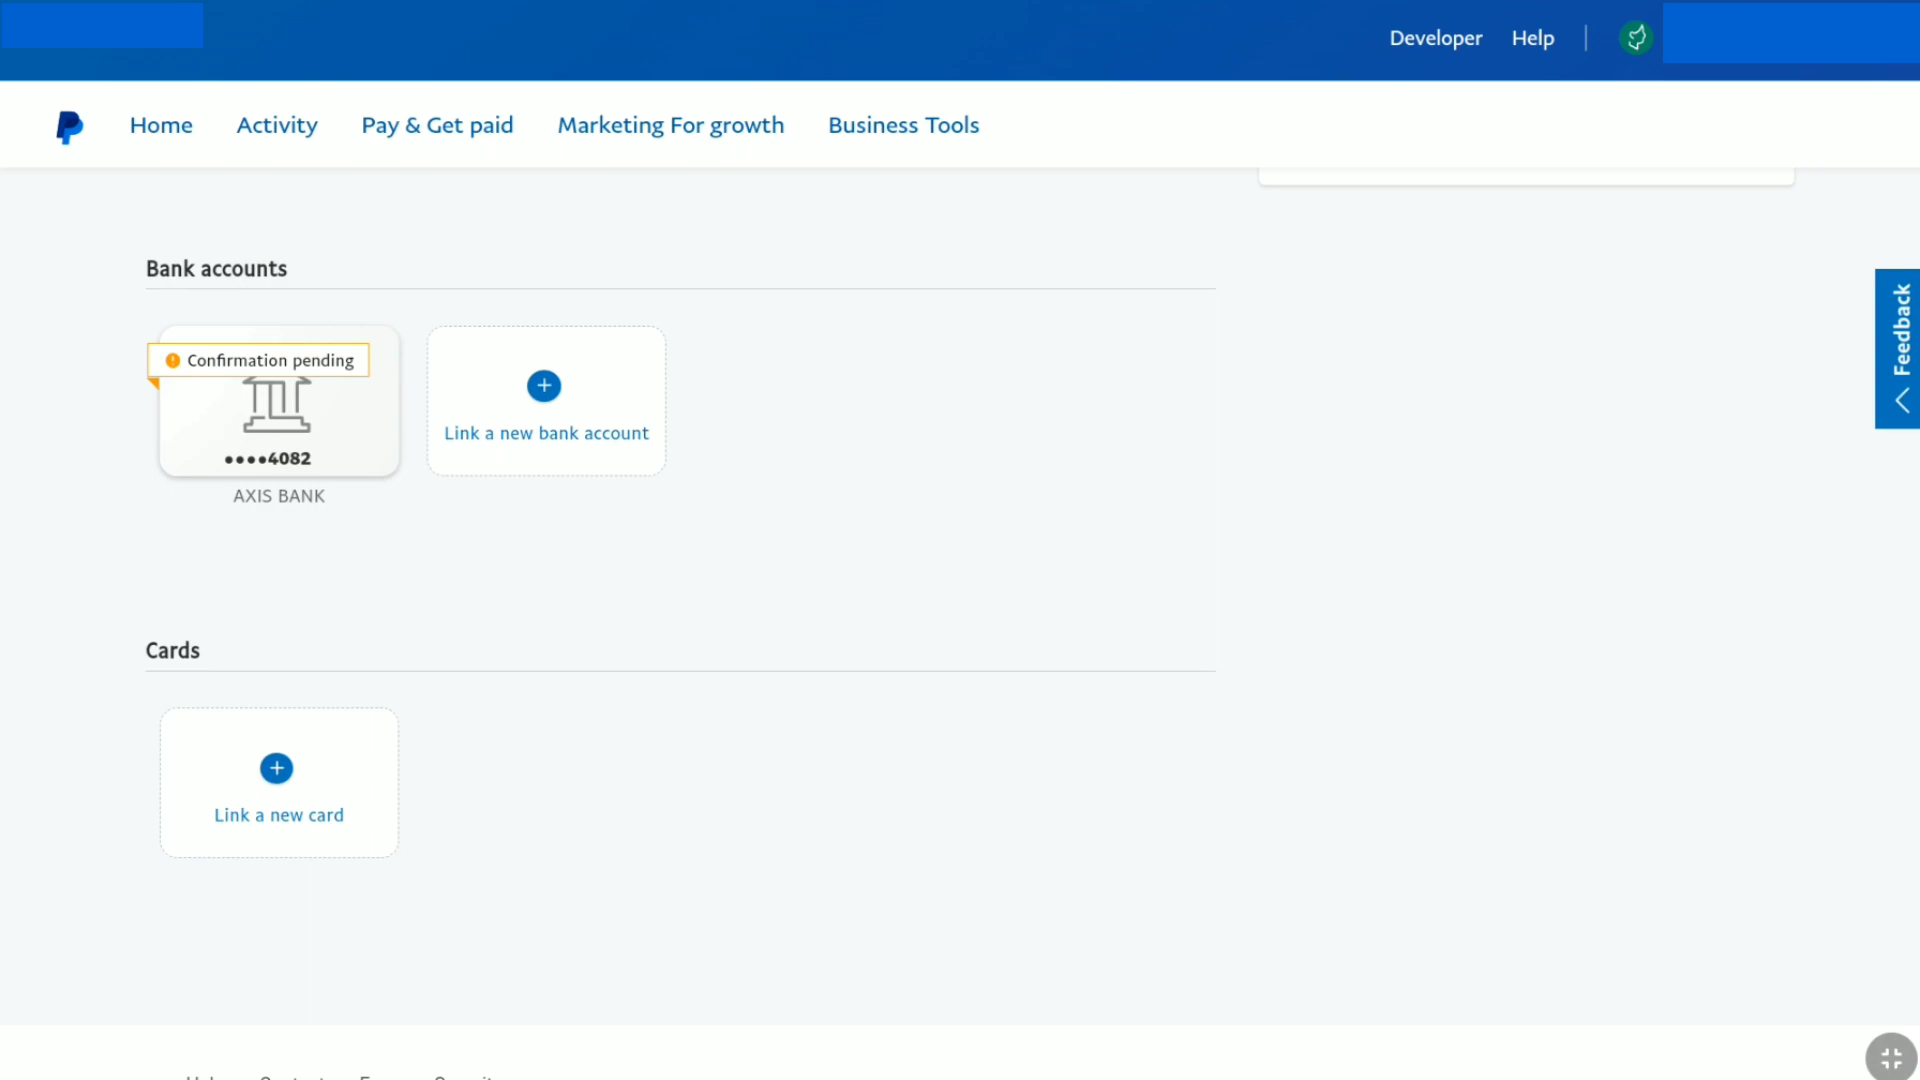 Developer Help
Home Activity Pay & Get paid Marketing For growth Business Tools
Feedback
Bank accounts
Confirmation pending
••••4082
AXIS BANK
Link a new bank account
Cards
Link a new card